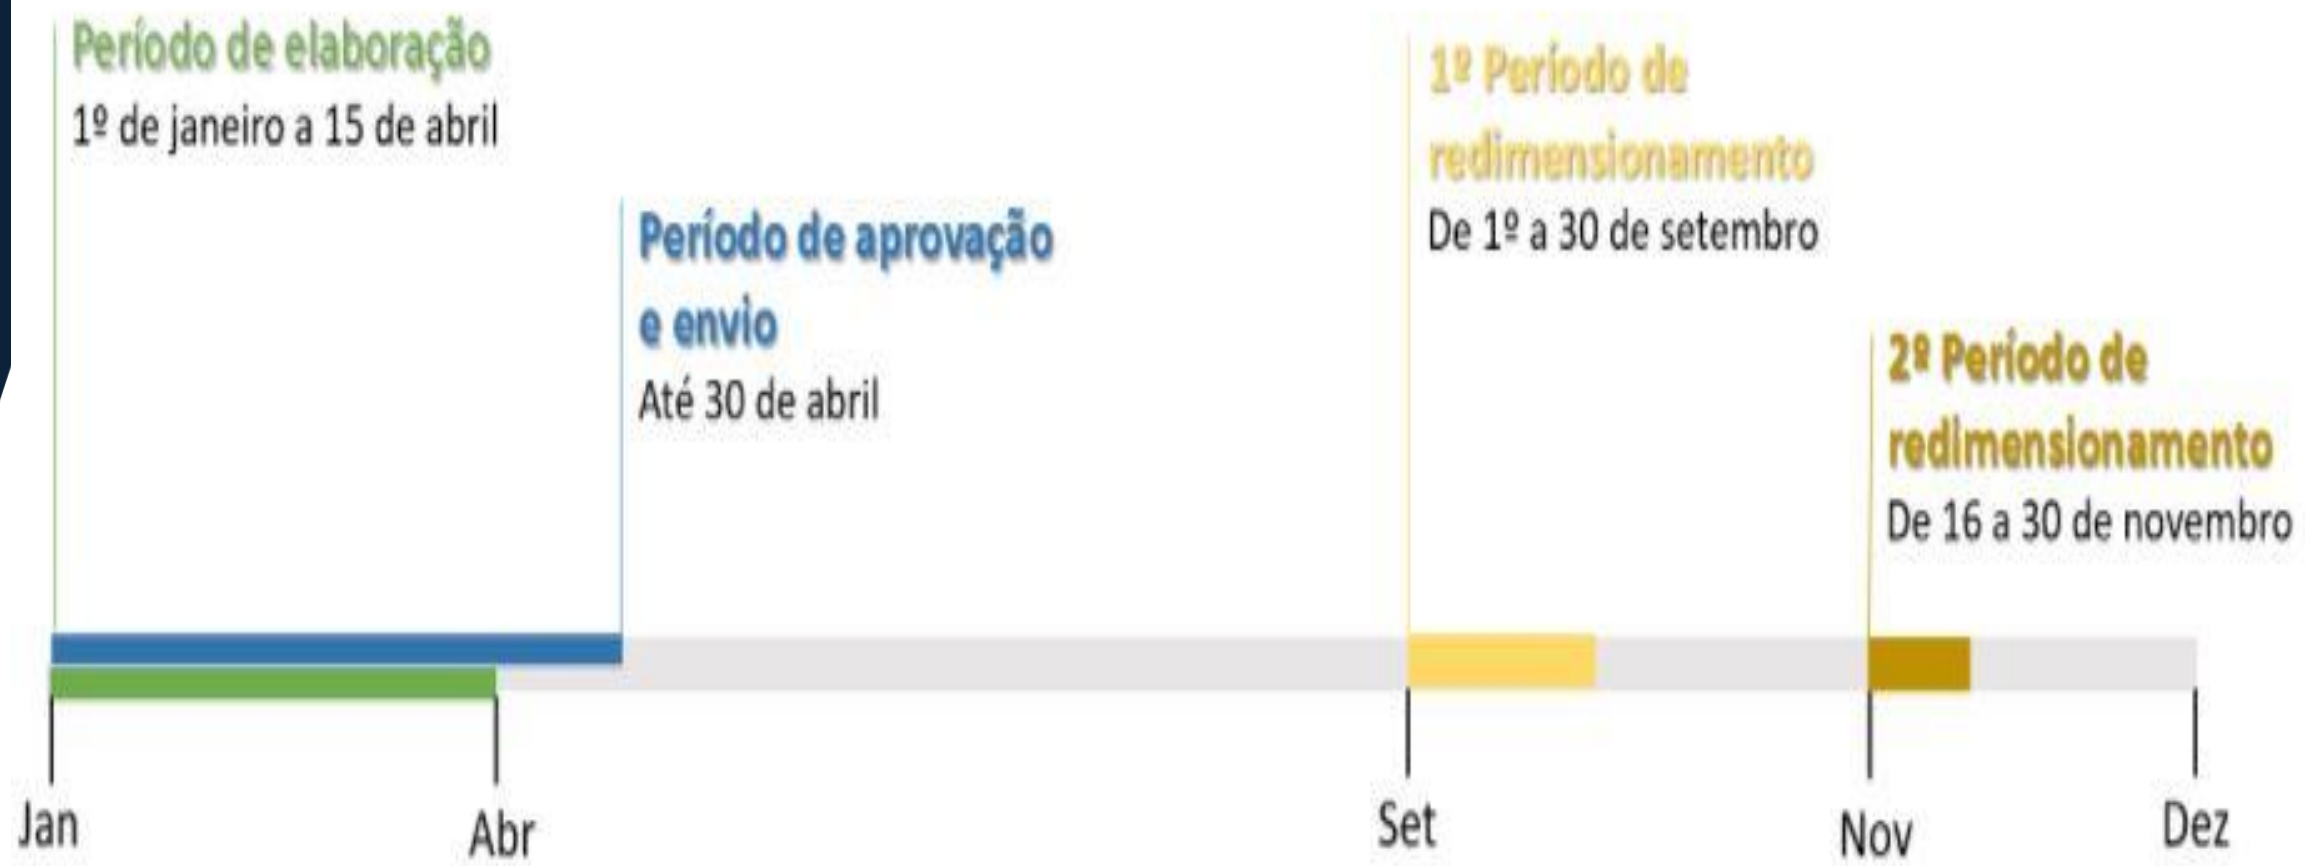 Período de elaboração
1º de janeiro a 15 de abril
Período de aprovação
e envio
Até 30 de abril
1º Período de
redimensionamento
De 1º a 30 de setembro
2º Período de
redimensionamento
De 16 a 30 de novembro
Jan
Abr
Set
Nov
Dez